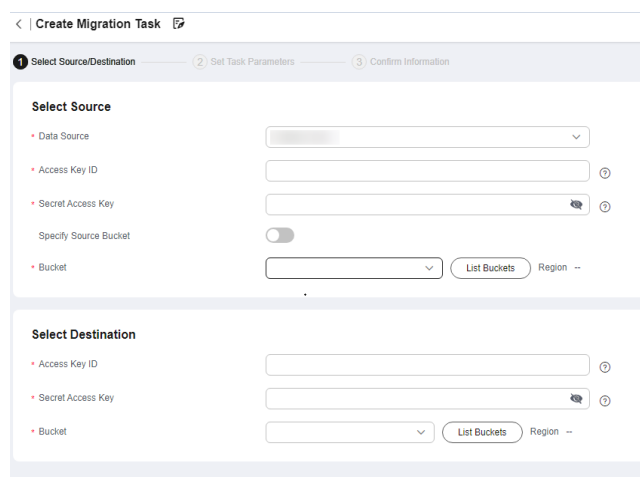 Create Migration Task
1 Select Source/Destination 2 Set Task Parameters 3 Confirm Information
Select Source
* Data Source
* Access Key ID
* Secret Access Key
Specify Source Bucket
* Bucket List Buckets Region --
Select Destination
* Access Key ID
* Secret Access Key
* Bucket List Buckets Region --